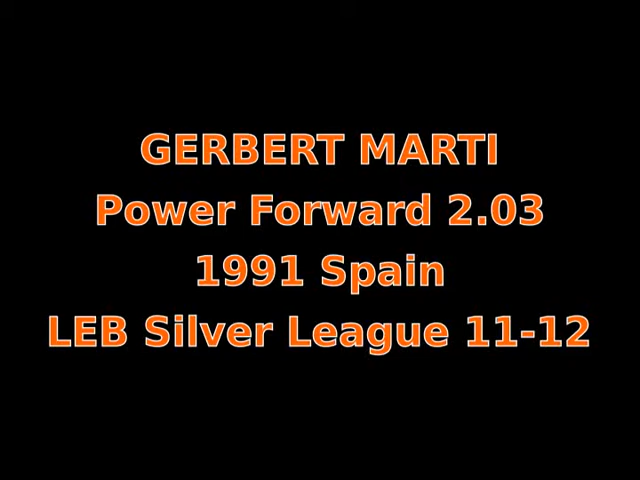 GERBERT MARTI
Power Forward 2.03
1991 Spain
LEB Silver League 11-12